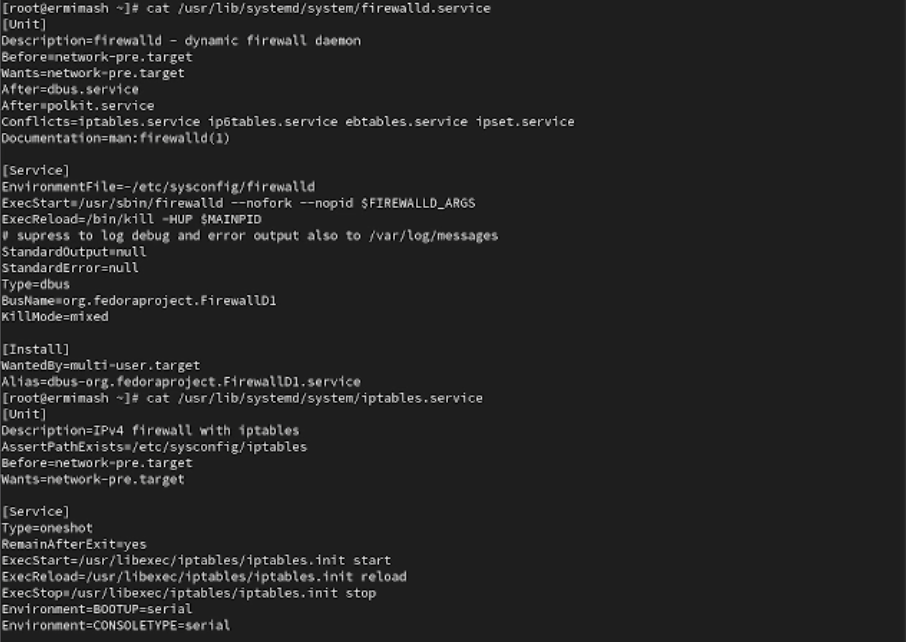 [root@ermimash ~]# cat /usr/lib/systemd/system/firewalld.service
[Unit]
Description=firewalld - dynamic firewall daemon
Before=network-pre.target
Wants=network-pre.target
After=dbus.service
After=polkit.service
Conflicts=iptables.service ip6tables.service ebtables.service ipset.service
Documentation=man:firewalld(1)

[Service]
EnvironmentFile=-/etc/sysconfig/firewalld
ExecStart=/usr/sbin/firewalld --nofork --nopid $FIREWALLD_ARGS
ExecReload=/bin/kill -HUP $MAINPID
# supress to log debug and error output also to /var/log/messages
StandardOutput=null
StandardError=null
Type=dbus
BusName=org.fedoraproject.FirewallD1
KillMode=mixed

[Install]
WantedBy=multi-user.target
Alias=dbus-org.fedoraproject.FirewallD1.service
[root@ermimash ~]# cat /usr/lib/systemd/system/iptables.service
[Unit]
Description=IPv4 firewall with iptables
AssertPathExists=/etc/sysconfig/iptables
Before=network-pre.target
Wants=network-pre.target

[Service]
Type=oneshot
RemainAfterExit=yes
ExecStart=/usr/libexec/iptables/iptables.init start
ExecReload=/usr/libexec/iptables/iptables.init reload
ExecStop=/usr/libexec/iptables/iptables.init stop
Environment=BOOTUP=serial
Environment=CONSOLETYPE=serial